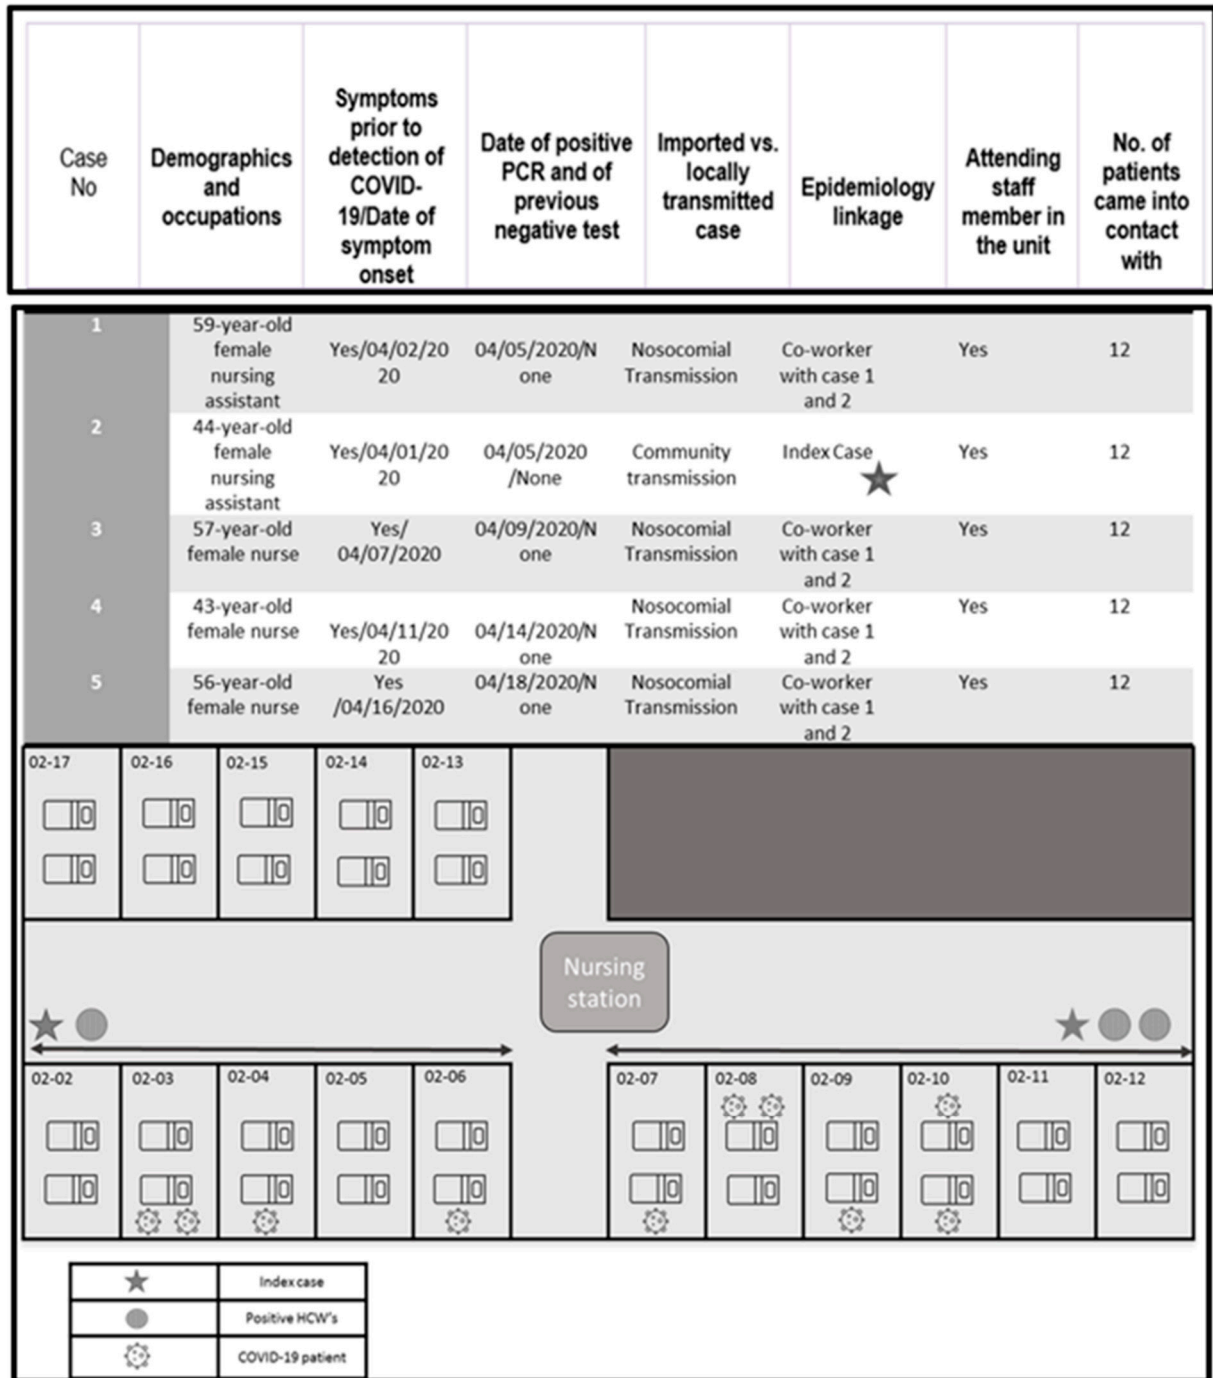 Case
No
Demographics
and
occupations
Symptoms
prior to
detection of
COVID-
19/Date of
symptom
onset
Date of positive
PCR and of
previous
negative test
Imported vs.
locally
transmitted
case
Epidemiology
linkage
Attending
staff
member in
the unit
No. of
patients
came into
contact
with
1
59-year-old
female
nursing
assistant
Yes/04/02/20
20
04/05/2020/N
one
Nosocomial
Transmission
Co-worker
with case 1
and 2
Yes
12
2
44-year-old
female
nursing
assistant
Yes/04/01/20
20
04/05/2020
/None
Community
transmission
Index Case
Yes
12
3
57-year-old
female nurse
Yes/
04/07/2020
04/09/2020/N
one
Nosocomial
Transmission
Co-worker
with case 1
and 2
Yes
12
4
43-year-old
female nurse
Yes/04/11/20
20
04/14/2020/N
one
Nosocomial
Transmission
Co-worker
with case 1
and 2
Yes
12
5
56-year-old
female nurse
Yes
/04/16/2020
04/18/2020/N
one
Nosocomial
Transmission
Co-worker
with case 1
and 2
Yes
12
02-17 02-16 02-15 02-14 02-13
Nursing
station
02-02 02-03 02-04 02-05 02-06 02-07 02-08 02-09 02-10 02-11 02-12
Index case
Positive HCW's
COVID-19 patient